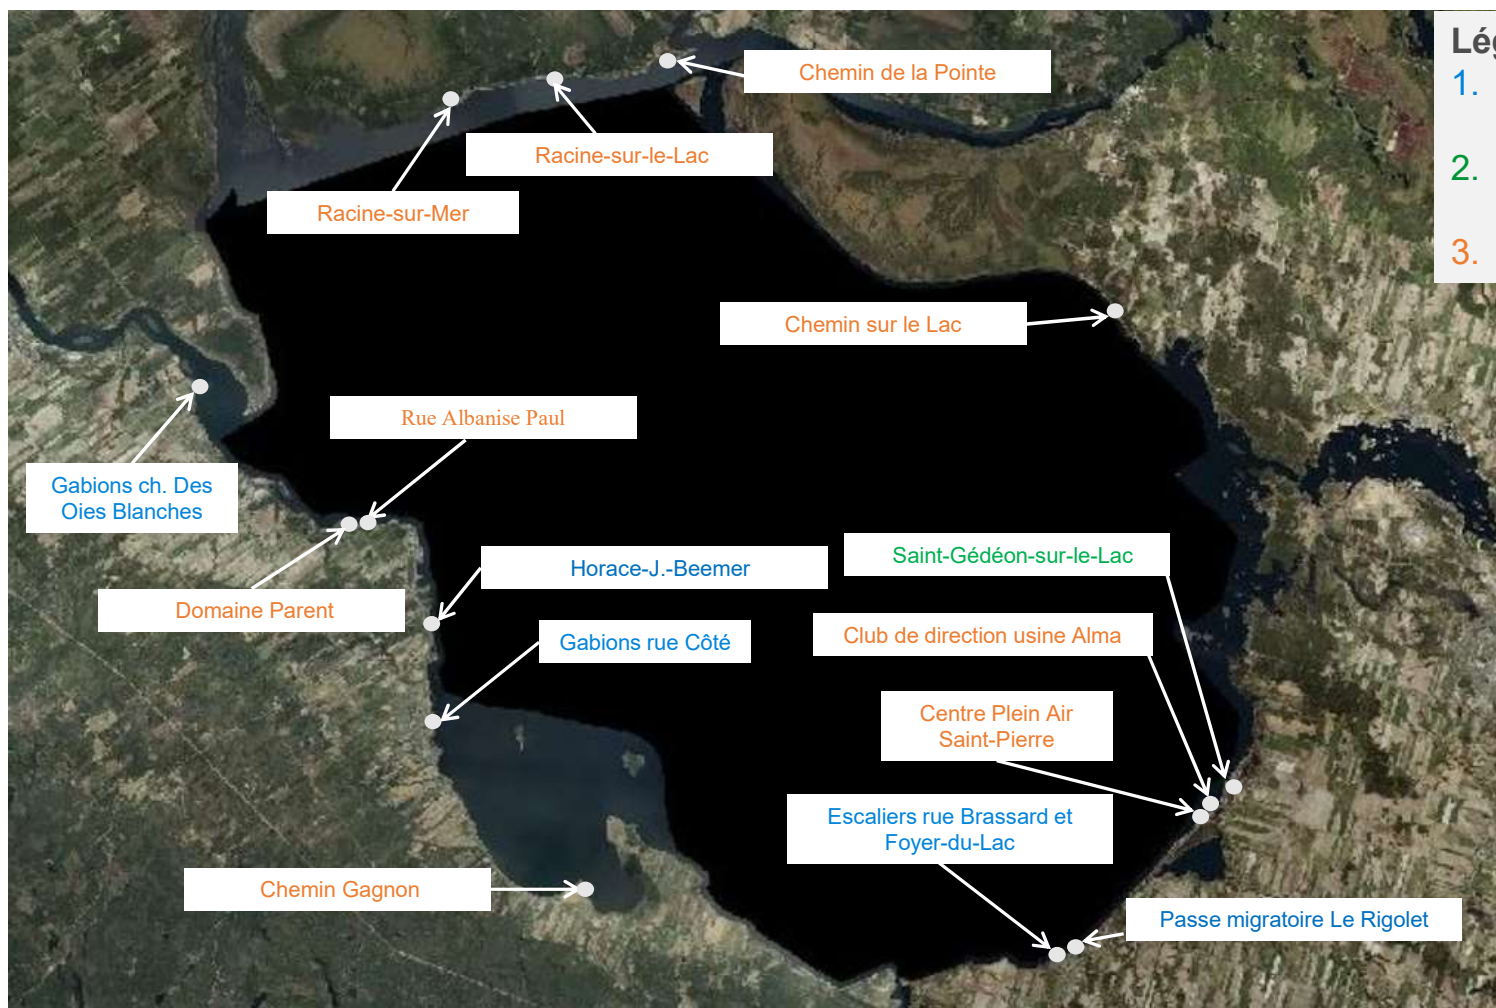 Chemin de la Pointe
Racine-sur-le-Lac
Racine-sur-Mer
1.
2.
3.
Chemin sur le Lac
Rue Albanise Paul
Gabions ch. Des
Oies Blanches
Domaine Parent
Horace-J.-Beemer
Saint-Gédéon-sur-le-Lac
Gabions rue Côté
Club de direction usine Alma
Centre Plein Air
Saint-Pierre
Escaliers rue Brassard et
Foyer-du-Lac
Chemin Gagnon
Passe migratoire Le Rigolet